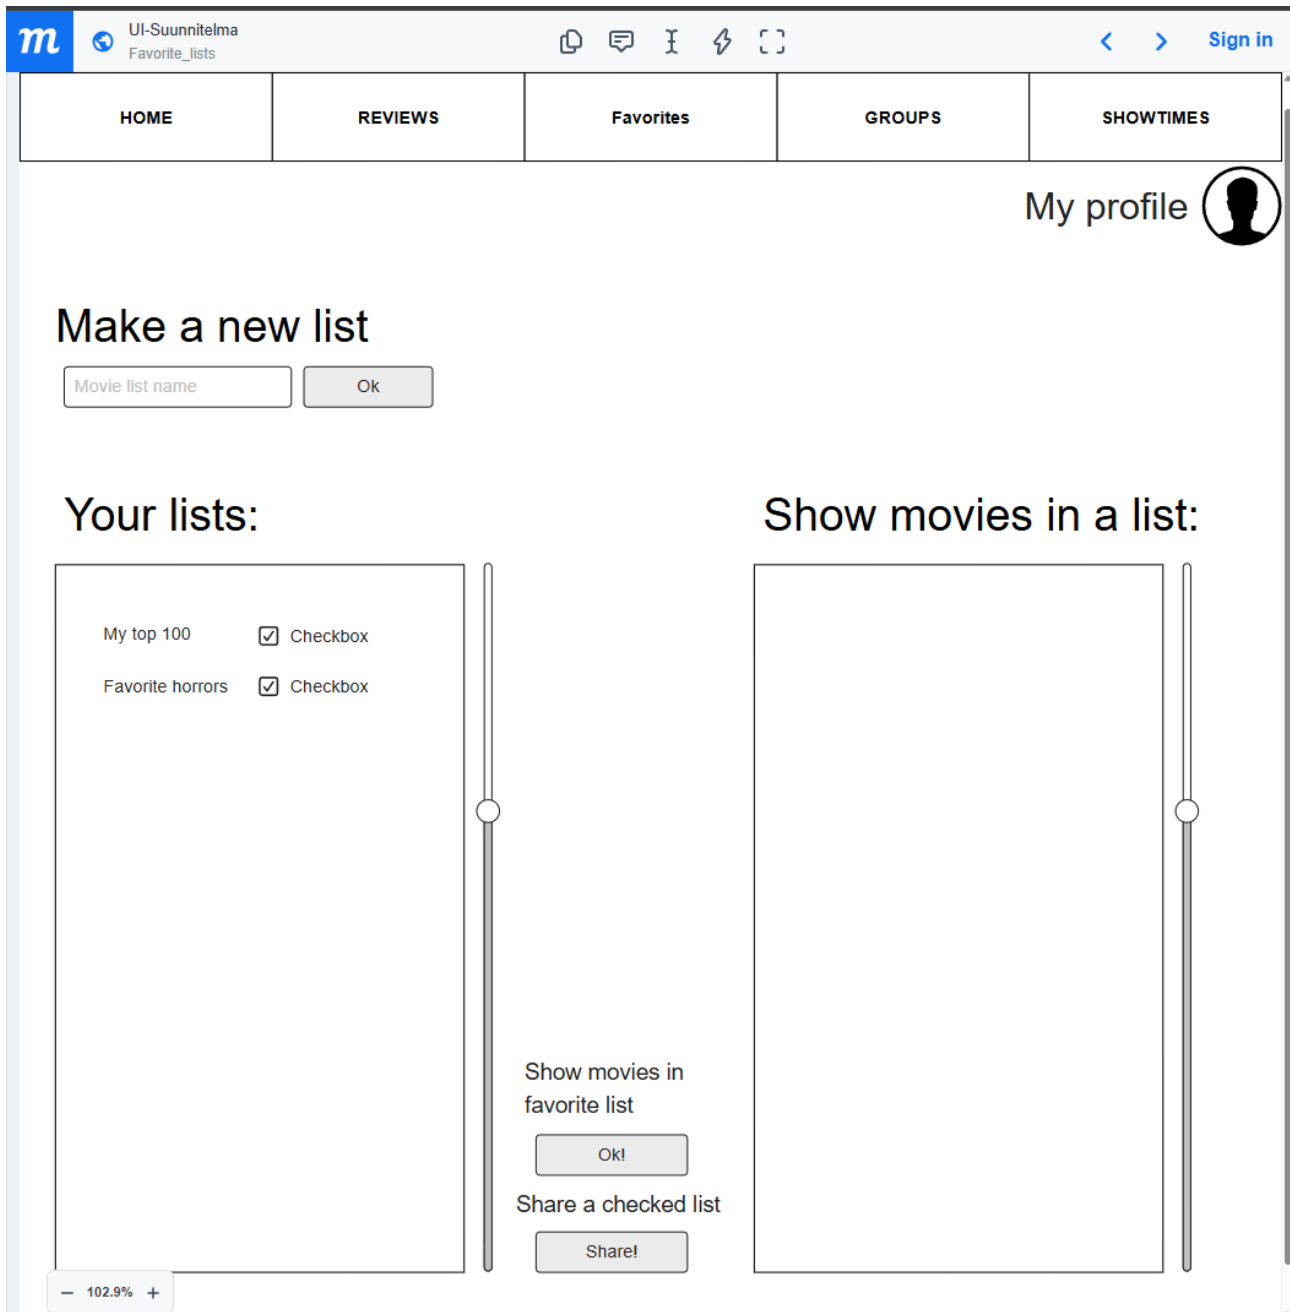 m
UI-Suunnitelma
Favorite_lists
Sign in
HOME
REVIEWS
Favorites
GROUPS
SHOWTIMES
My profile
Make a new list
Movie list name
Ok
Your lists:
Show movies in a list:
My top 100
Checkbox
Favorite horrors
Checkbox
Show movies in
favorite list
Ok!
Share a checked list
Share!
102.9%